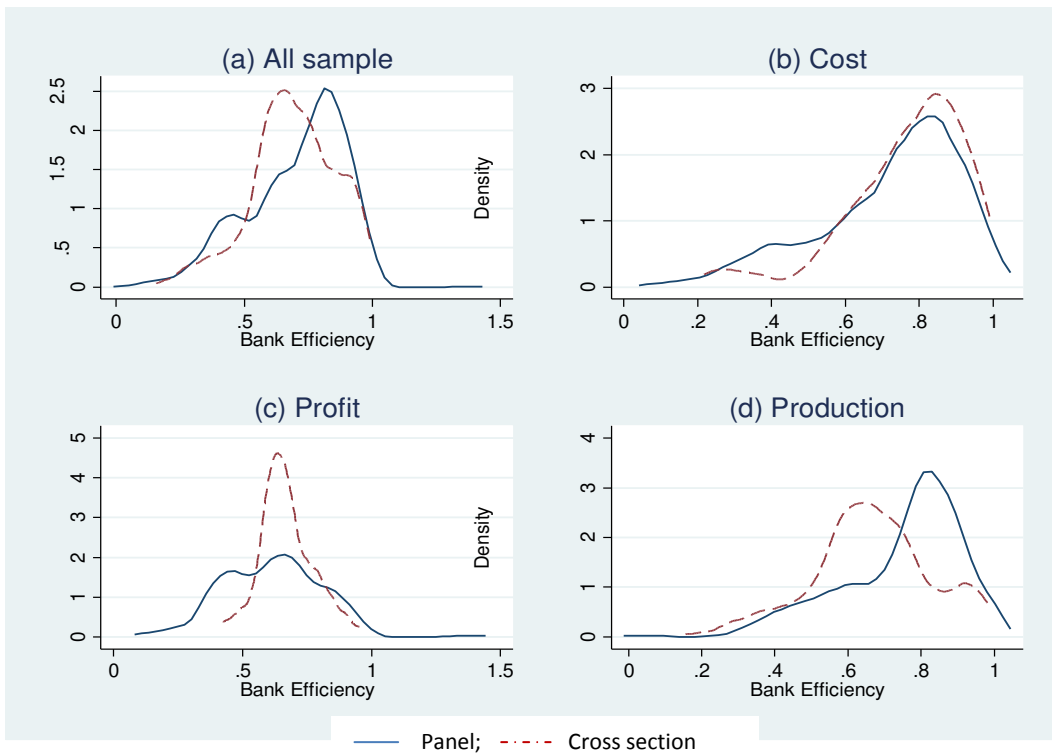 (a) All sample
(b) Cost
2.5
2
1.5
1
.5
0
0 .5 1 1.5
Bank Efficiency
Density
3
2
1
0
0 .2 .4 .6 .8 1
Bank Efficiency
(c) Profit
(d) Production
5
4
3
2
1
0
0 .5 1 1.5
Bank Efficiency
Density
4
3
2
1
0
0 .2 .4 .6 .8 1
Bank Efficiency
Panel; Cross section